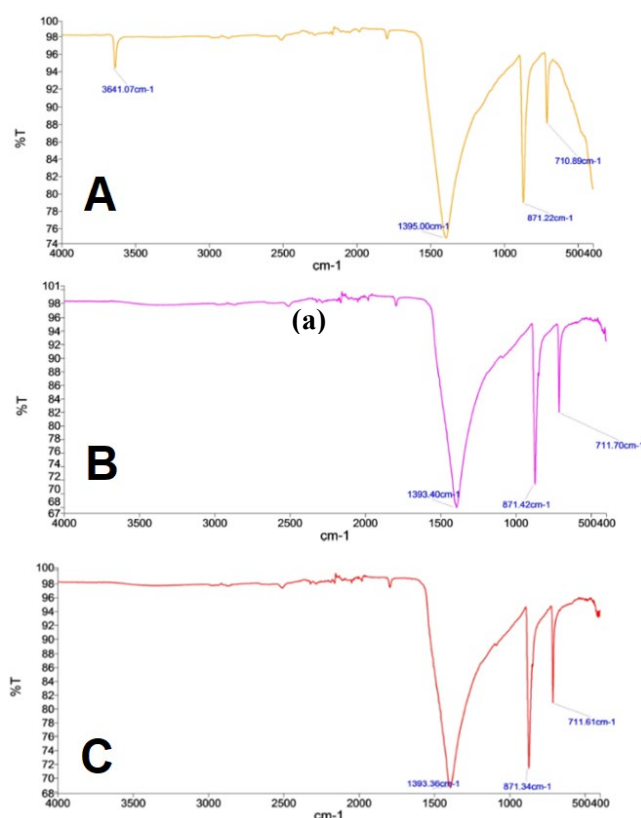 100
98
96
94
92
90
88
86
84
82
80
78
76
74
%T
A
3641.07cm-1
1395.00cm-1
871.22cm-1
710.89cm-1
4000 3000 2500 2000 1500 1000 500400
cm-1
101
98
96
94
92
90
88
86
84
82
80
78
76
74
72
70
68
67
%T
(a)
B
1393.40cm-1
871.42cm-1
711.70cm-1
4000 3000 2500 2000 1500 1000 500400
cm-1
100
98
96
94
92
90
88
86
84
82
80
78
76
74
72
70
68
%T
C
1393.36cm-1
871.34cm-1
711.61cm-1
4000 3000 2500 2000 1500 1000 500400
cm-1